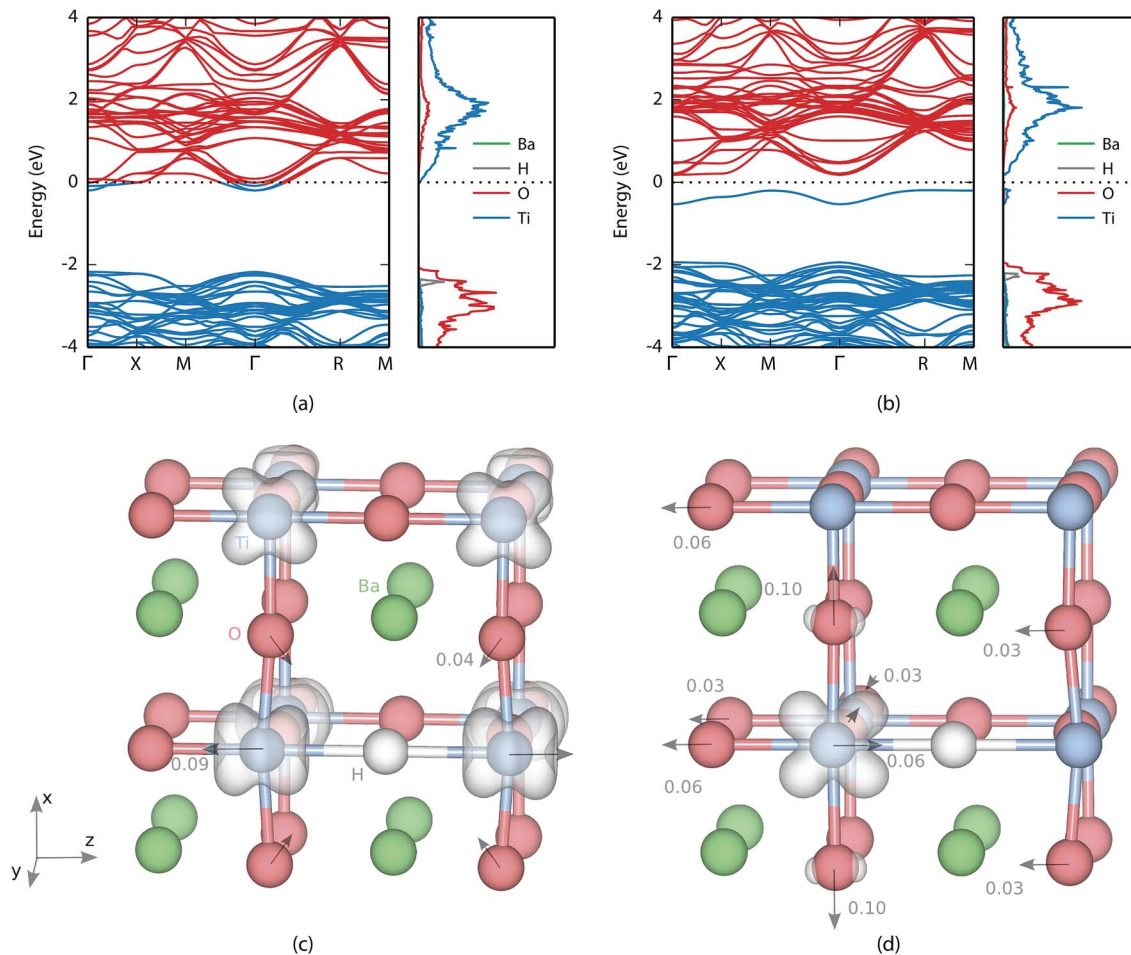 4
2
0
-2
-4
Energy (eV)
Γ X M Γ R M
Ba
H
O
Ti
(a)
4
2
0
-2
-4
Energy (eV)
Γ X M Γ R M
Ba
H
O
Ti
(b)
Ti
Ba
O
0.04
0.09
H
x
z
y
(c)
0.06
0.10
0.03
0.03
0.03
0.06
0.06
0.03
0.10
(d)